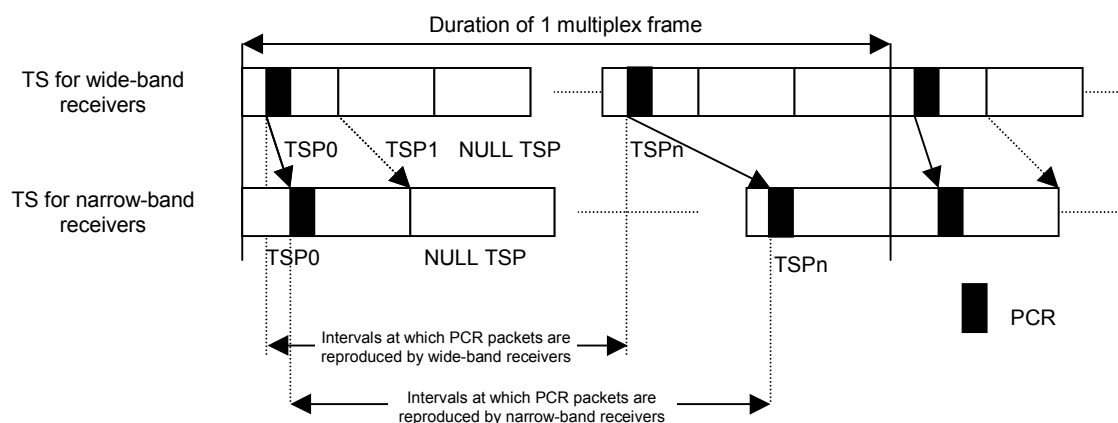 Duration of 1 multiplex frame
TS for wide-band
receivers
TSP0
TSP1
NULL TSP
TSPn
TS for narrow-band
receivers
TSP0
NULL TSP
TSPn
PCR
Intervals at which PCR packets are
reproduced by wide-band receivers
Intervals at which PCR packets are
reproduced by narrow-band receivers